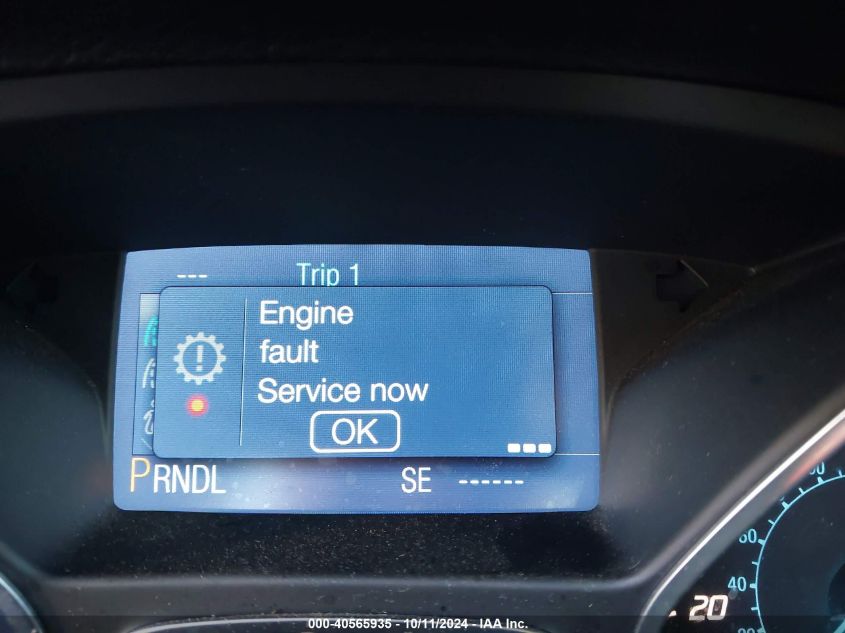 --- Trip 1
Engine
fault
Service now
OK
PRNDL SE ------
60
40
20
000-40565935 - 10/11/2024 - IAA Inc.